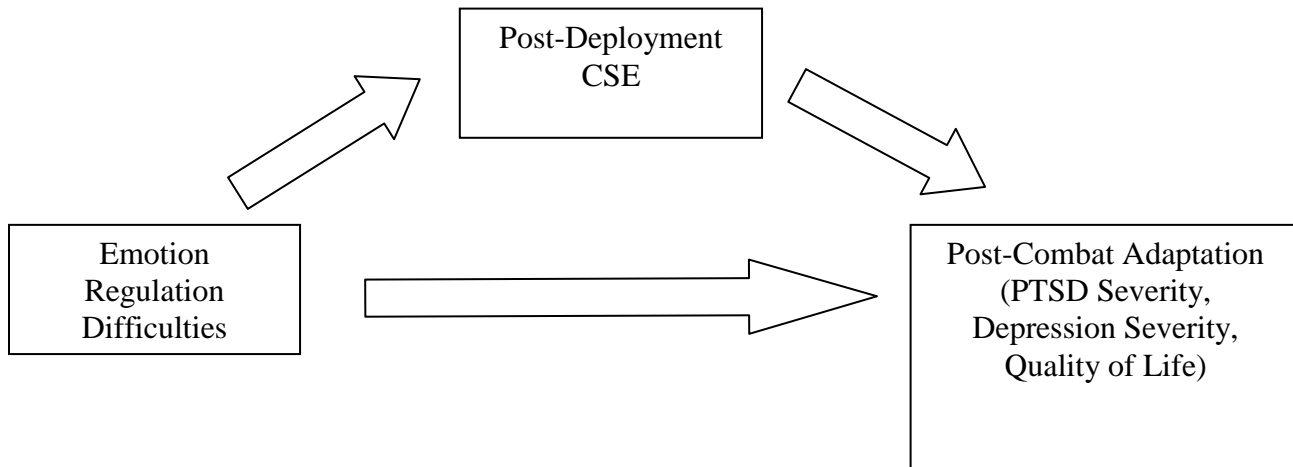 Post-Deployment
CSE
Emotion
Regulation
Difficulties
Post-Combat Adaptation
(PTSD Severity,
Depression Severity,
Quality of Life)